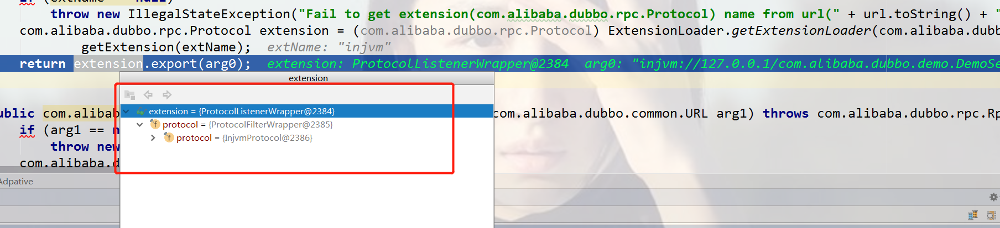 throw new IllegalStateException("Fail to get extension(com.alibaba.dubbo.rpc.Protocol) name from url(" + url.toString() + "
com.alibaba.dubbo.rpc.Protocol extension = (com.alibaba.dubbo.rpc.Protocol) ExtensionLoader.getExtensionLoader(com.alibaba.dubb
getExtension(extName); extName: "injvm"
return extension.export(arg0); extension: ProtocolListenerWrapper@2384 arg0: "injvm://127.0.0.1/com.alibaba.dubbo.demo.DemoSe
extension
extension = {ProtocolListenerWrapper@2384}
ublic com.alibab com.alibaba.dubbo.common.URL arg1) throws com.alibaba.dubbo.rpc.Rp
protocol = {ProtocolFilterWrapper@2385}
if (arg1 == n
protocol = {InjvmProtocol@2386}
throw new
com.alibaba.d
Adpative